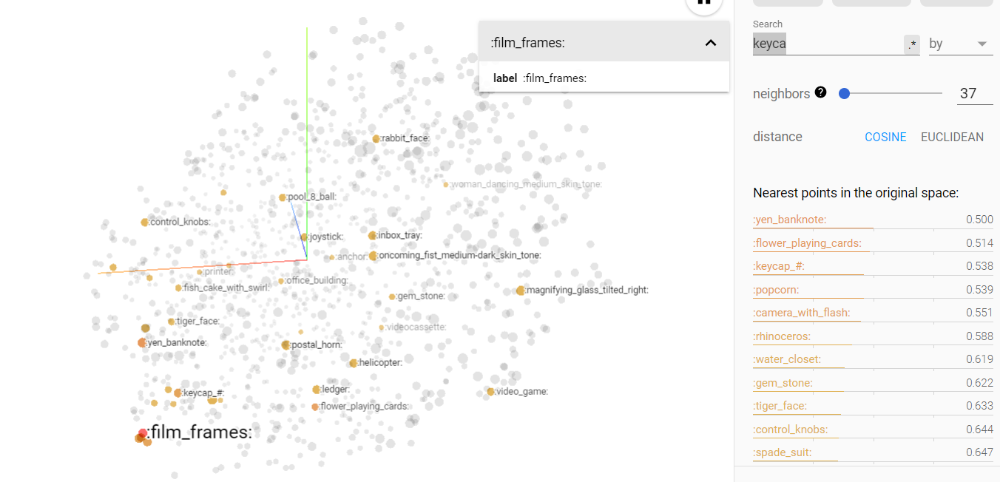 :film_frames:
label :film_frames:
:rabbit_face:
:woman_dancing_medium_skin_tone:
:pool_8_ball:
:control_knobs:
:joystick:
:inbox_tray:
:anchor:
:oncoming_fist_medium-dark_skin_tone:
:printer:
:office_building:
:fish_cake_with_swirl:
:gem_stone:
:magnifying_glass_tilted_right:
:tiger_face:
:videocassette:
:yen_banknote:
:postal_horn:
:helicopter:
:keycap_#:
:ledger:
:video_game:
:flower_playing_cards:
:film_frames:
Search
keyca .* by
neighbors ? 37
distance COSINE EUCLIDEAN
Nearest points in the original space:
:yen_banknote: 0.500
:flower_playing_cards: 0.514
:keycap_#: 0.538
:popcorn: 0.539
:camera_with_flash: 0.551
:rhinoceros: 0.588
:water_closet: 0.619
:gem_stone: 0.622
:tiger_face: 0.633
:control_knobs: 0.644
:spade_suit: 0.647